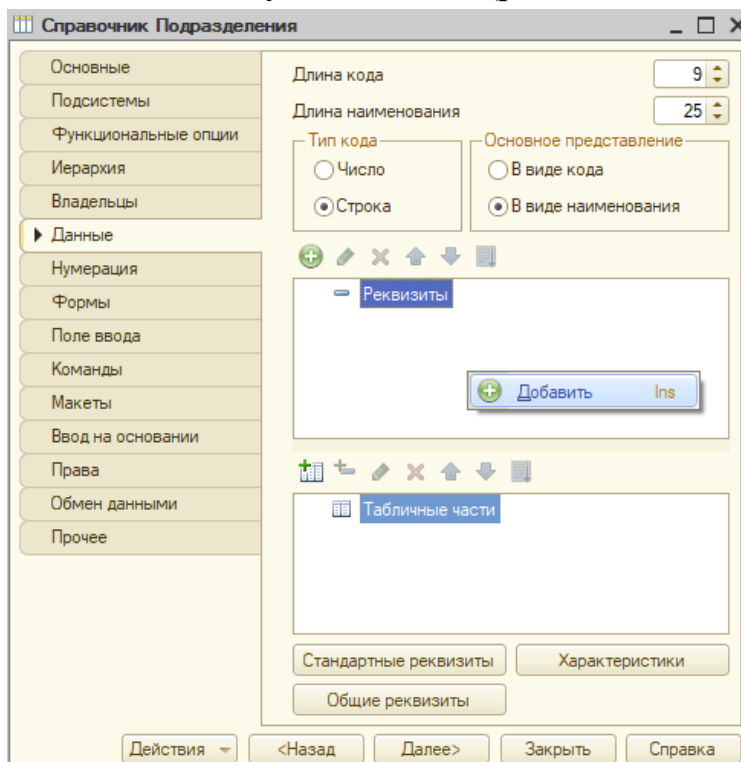 Справочник Подразделения
Основные
Подсистемы
Функциональные опции
Иерархия
Владельцы
Данные
Нумерация
Формы
Поле ввода
Команды
Макеты
Ввод на основании
Права
Обмен данными
Прочее
Длина кода 9
Длина наименования 25
Тип кода
Число
Строка
Основное представление
В виде кода
В виде наименования
Реквизиты
Добавить Ins
Табличные части
Стандартные реквизиты Характеристики
Общие реквизиты
Действия <Назад Далее> Закрыть Справка